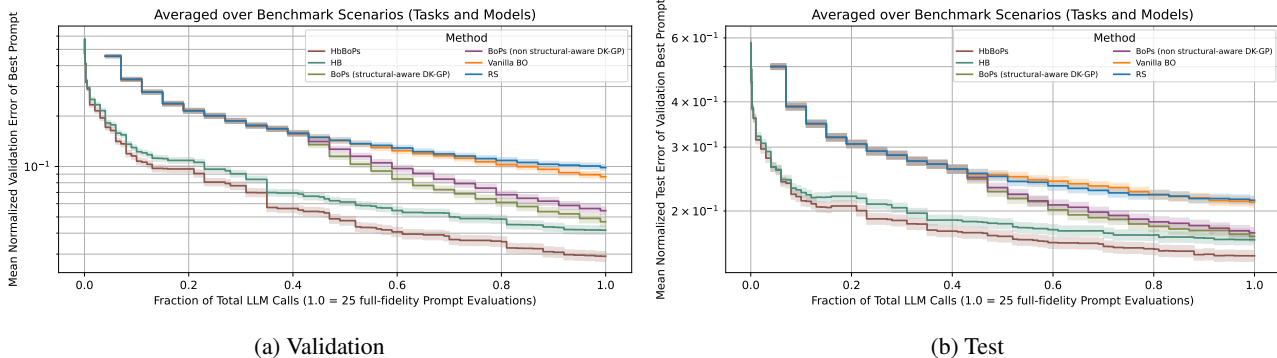 Averaged over Benchmark Scenarios (Tasks and Models)
Mean Normalized Validation Error of Best Prompt
10⁻¹
Method
HbBoPs
HB
BoPs (structural-aware DK-GP)
BoPs (non structural-aware DK-GP)
Vanilla BO
RS
0.0 0.2 0.4 0.6 0.8 1.0
Fraction of Total LLM Calls (1.0 = 25 full-fidelity Prompt Evaluations)
(a) Validation
Averaged over Benchmark Scenarios (Tasks and Models)
Mean Normalized Test Error of Validation Best Prompt
6 × 10⁻¹
4 × 10⁻¹
3 × 10⁻¹
2 × 10⁻¹
Method
HbBoPs
HB
BoPs (structural-aware DK-GP)
BoPs (non structural-aware DK-GP)
Vanilla BO
RS
0.0 0.2 0.4 0.6 0.8 1.0
Fraction of Total LLM Calls (1.0 = 25 full-fidelity Prompt Evaluations)
(b) Test